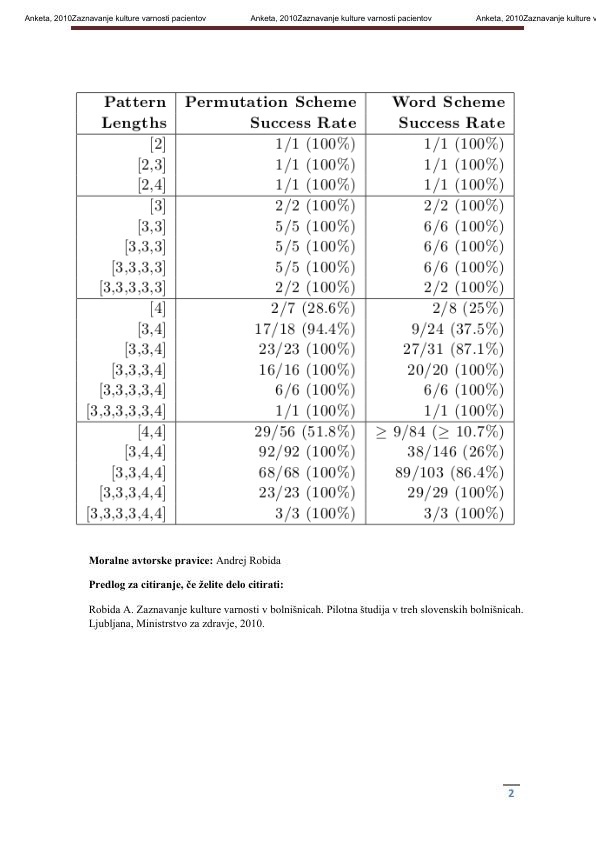 Anketa, 2010Zaznavanje kulture varnosti pacientov Anketa, 2010Zaznavanje kulture varnosti pacientov Anketa, 2010Zaznavanje kulture v
Pattern Permutation Scheme Word Scheme
Lengths Success Rate Success Rate
[2] 1/1 (100%) 1/1 (100%)
[2,3] 1/1 (100%) 1/1 (100%)
[2,4] 1/1 (100%) 1/1 (100%)
[3] 2/2 (100%) 2/2 (100%)
[3,3] 5/5 (100%) 6/6 (100%)
[3,3,3] 5/5 (100%) 6/6 (100%)
[3,3,3,3] 5/5 (100%) 6/6 (100%)
[3,3,3,3,3] 2/2 (100%) 2/2 (100%)
[4] 2/7 (28.6%) 2/8 (25%)
[3,4] 17/18 (94.4%) 9/24 (37.5%)
[3,3,4] 23/23 (100%) 27/31 (87.1%)
[3,3,3,4] 16/16 (100%) 20/20 (100%)
[3,3,3,3,4] 6/6 (100%) 6/6 (100%)
[3,3,3,3,3,4] 1/1 (100%) 1/1 (100%)
[4,4] 29/56 (51.8%) ≥ 9/84 (≥ 10.7%)
[3,4,4] 92/92 (100%) 38/146 (26%)
[3,3,4,4] 68/68 (100%) 89/103 (86.4%)
[3,3,3,4,4] 23/23 (100%) 29/29 (100%)
[3,3,3,3,4,4] 3/3 (100%) 3/3 (100%)
Moralne avtorske pravice: Andrej Robida
Predlog za citiranje, če želite delo citirati:
Robida A. Zaznavanje kulture varnosti v bolnišnicah. Pilotna študija v treh slovenskih bolnišnicah.
Ljubljana, Ministrstvo za zdravje, 2010.
2